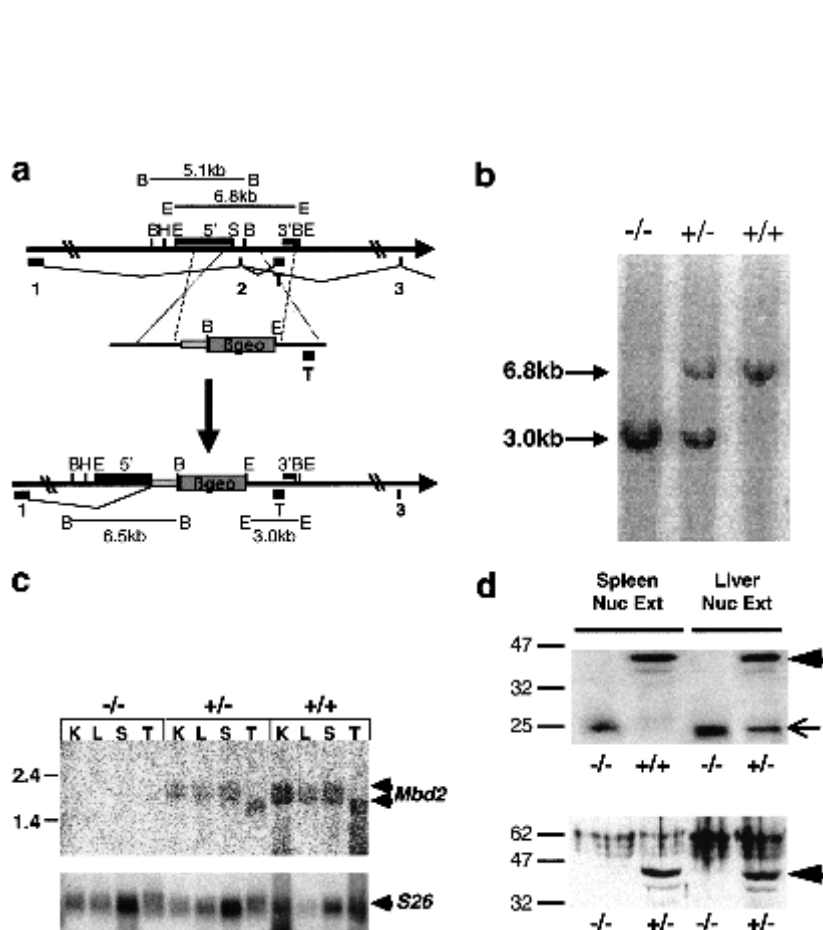 a
5.1kb
B B
6.8kb
E E
BHE 5' S B 3'BE
1 2 T 3
B E
βgeo
T
BHE 5' B E 3'BE
βgeo
1 T 3
B B E E
6.5kb 3.0kb
b
-/- +/- +/+
6.8kb
3.0kb
c
-/- +/- +/+
K L S T K L S T K L S T
2.4
Mbd2
1.4
S26
d
Spleen Liver
Nuc Ext Nuc Ext
47
32
25
-/- +/+ -/- +/-
62
47
32
-/- +/- -/- +/-